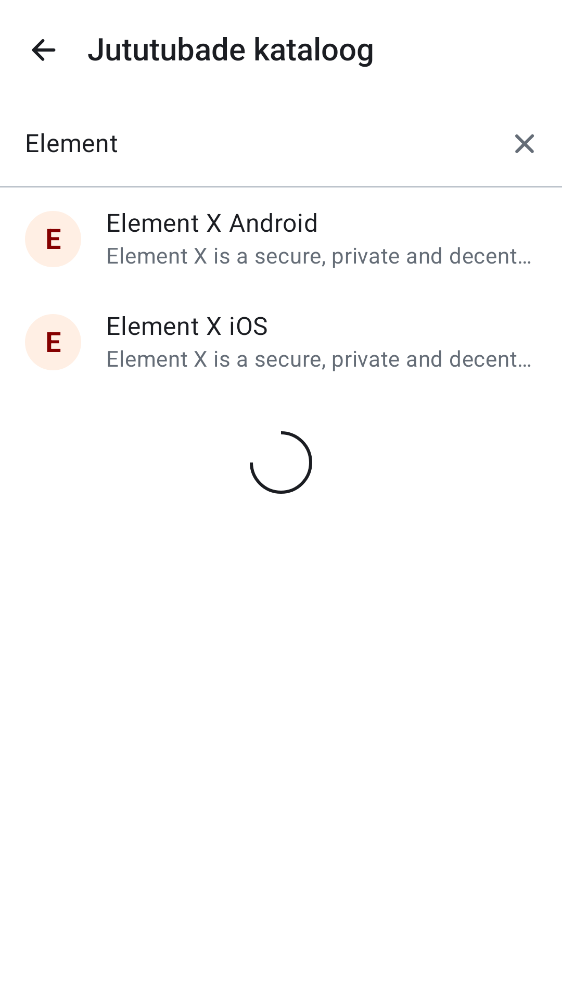 Jututubade kataloog
Element
E
Element X Android
Element X is a secure, private and decent…
E
Element X iOS
Element X is a secure, private and decent…